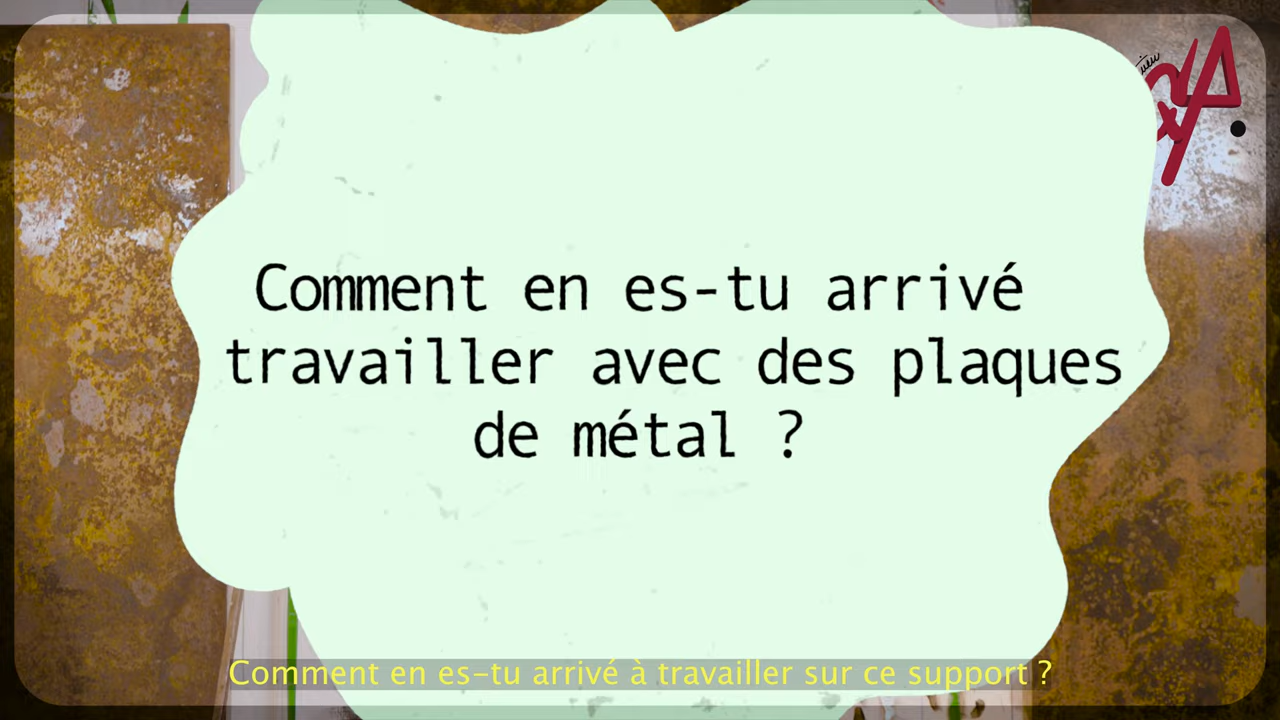 Comment en es-tu arrivé
travailler avec des plaques
de métal ?
Comment en es-tu arrivé à travailler sur ce support ?